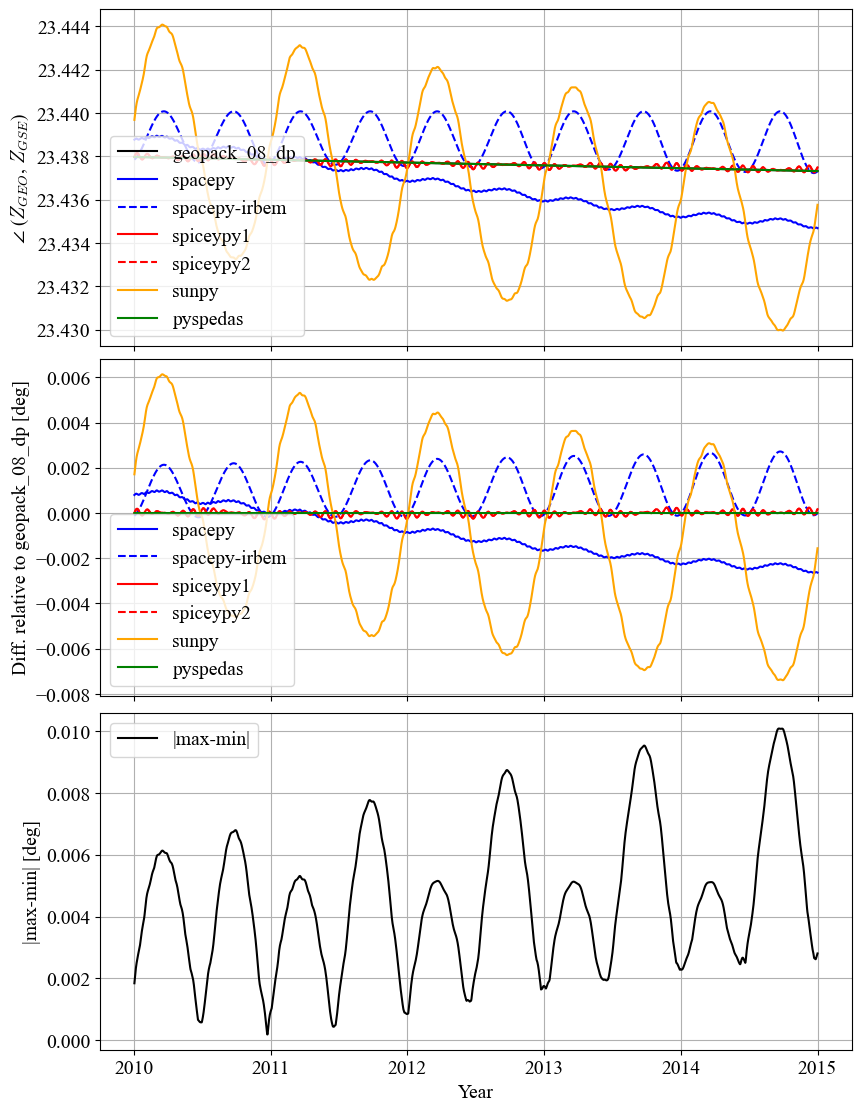 23.444
23.442
23.440
23.438
23.436
23.434
23.432
23.430
∠ (Z_GEO, Z_GSE)
geopack_08_dp
spacepy
spacepy-irbem
spiceypy1
spiceypy2
sunpy
pyspedas
0.006
0.004
0.002
0.000
−0.002
−0.004
−0.006
−0.008
Diff. relative to geopack_08_dp [deg]
spacepy
spacepy-irbem
spiceypy1
spiceypy2
sunpy
pyspedas
0.010
0.008
0.006
0.004
0.002
0.000
|max-min| [deg]
|max-min|
2010 2011 2012 2013 2014 2015
Year